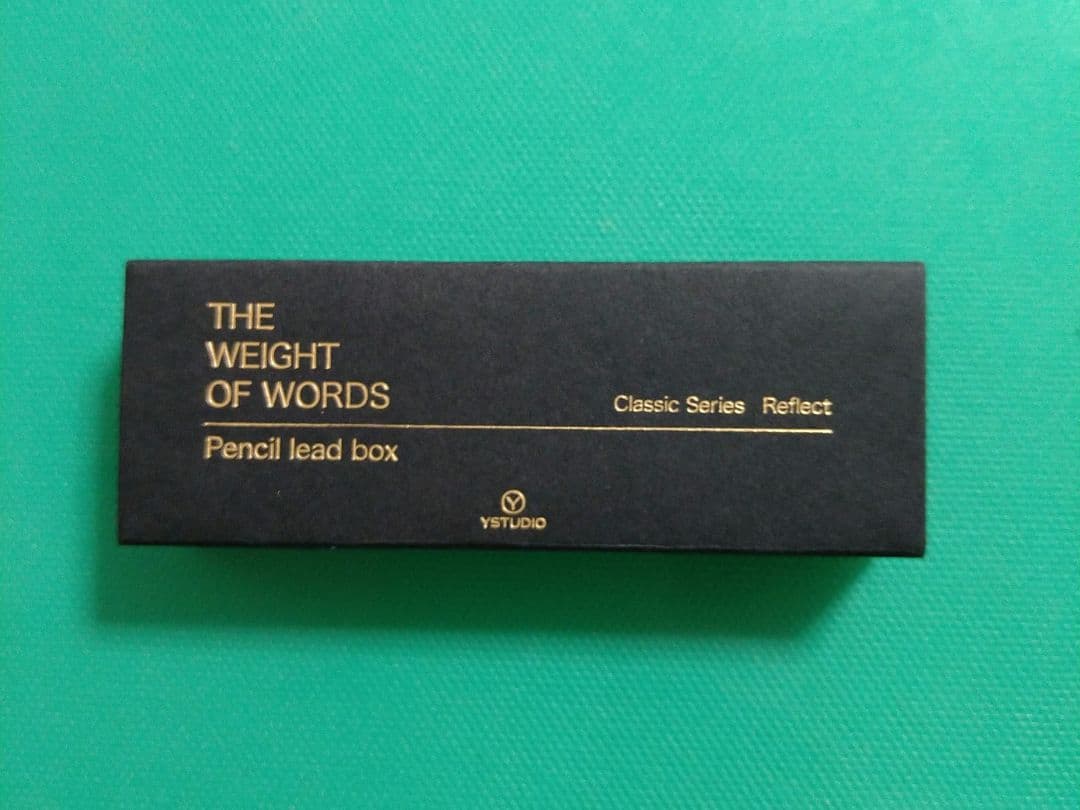 THE
WEIGHT
OF WORDS
Classic Series Reflect
Pencil lead box
Y
YSTUDIO